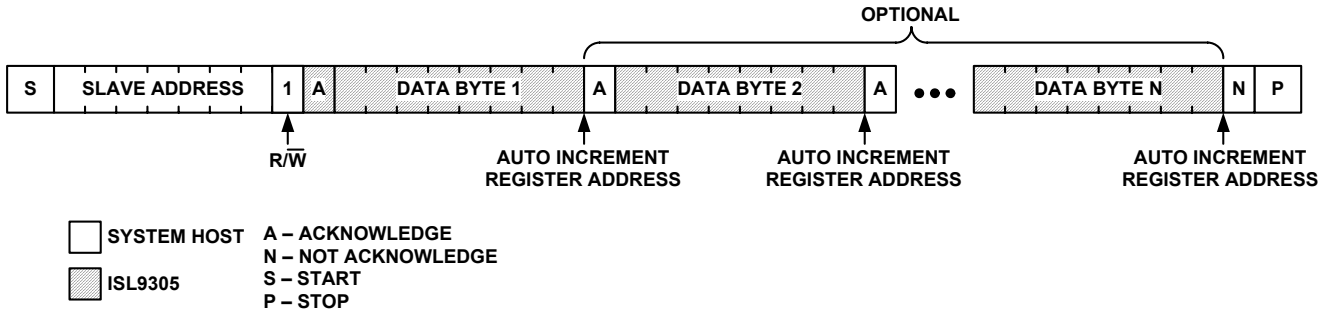 OPTIONAL
S SLAVE ADDRESS 1 A DATA BYTE 1 A DATA BYTE 2 A ●●● DATA BYTE N N P
R/W̅ AUTO INCREMENT REGISTER ADDRESS AUTO INCREMENT REGISTER ADDRESS AUTO INCREMENT REGISTER ADDRESS
SYSTEM HOST
ISL9305
A – ACKNOWLEDGE
N – NOT ACKNOWLEDGE
S – START
P – STOP